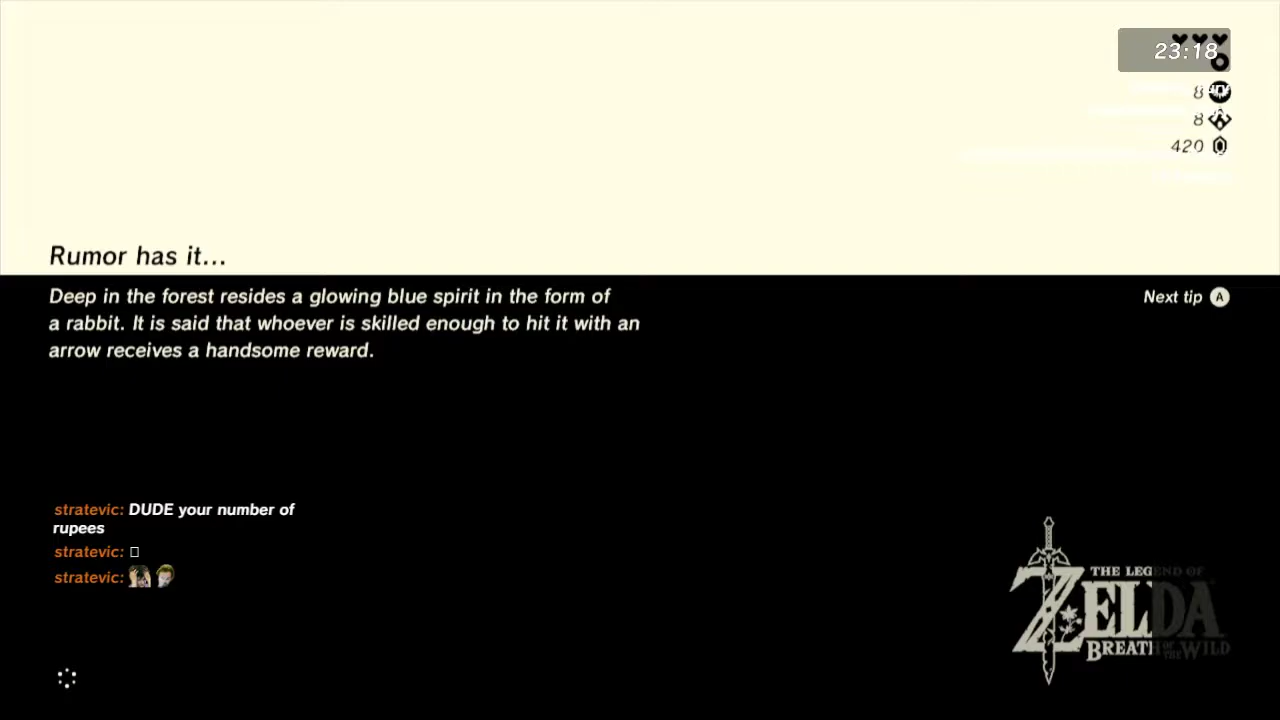 23:18
8
8
420
Rumor has it...
Deep in the forest resides a glowing blue spirit in the form of
a rabbit. It is said that whoever is skilled enough to hit it with an
arrow receives a handsome reward.
Next tip A
stratevic: DUDE your number of
rupees
stratevic:
stratevic:
THE LEGEND OF
ZELDA
BREATH OF THE WILD